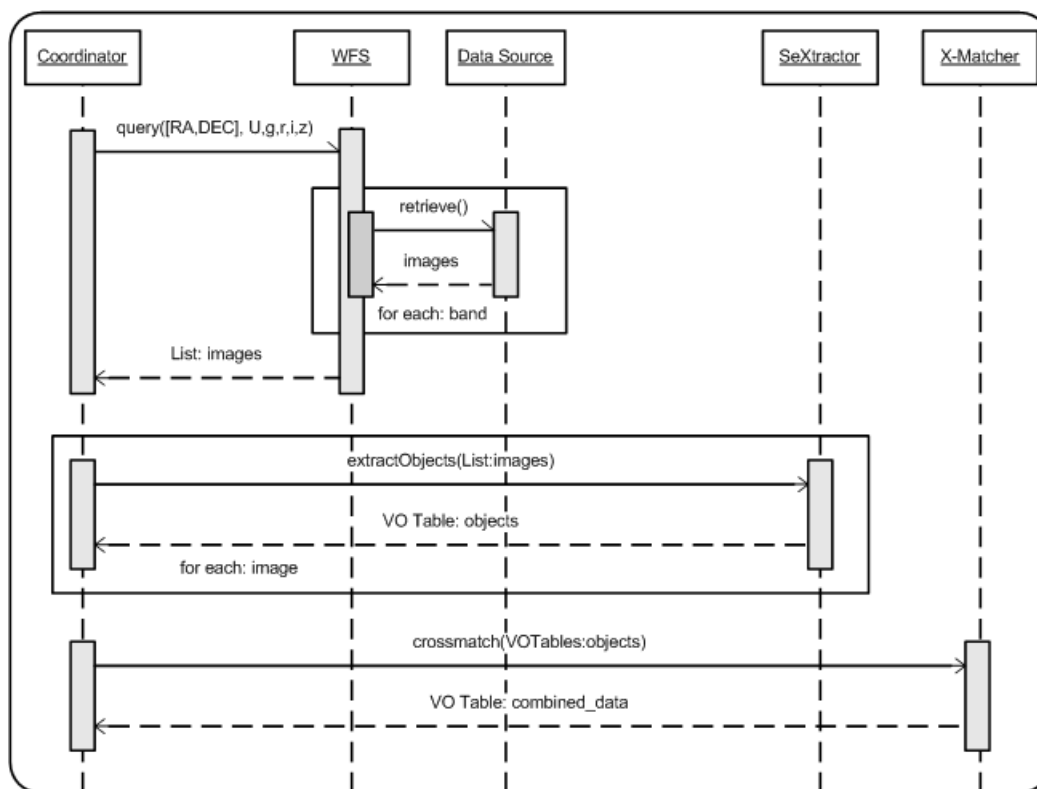 Coordinator
WFS
Data Source
SeXtractor
X-Matcher
query([RA,DEC], U,g,r,i,z)
retrieve()
images
for each: band
List: images
extractObjects(List:images)
VO Table: objects
for each: image
crossmatch(VOTables:objects)
VO Table: combined_data